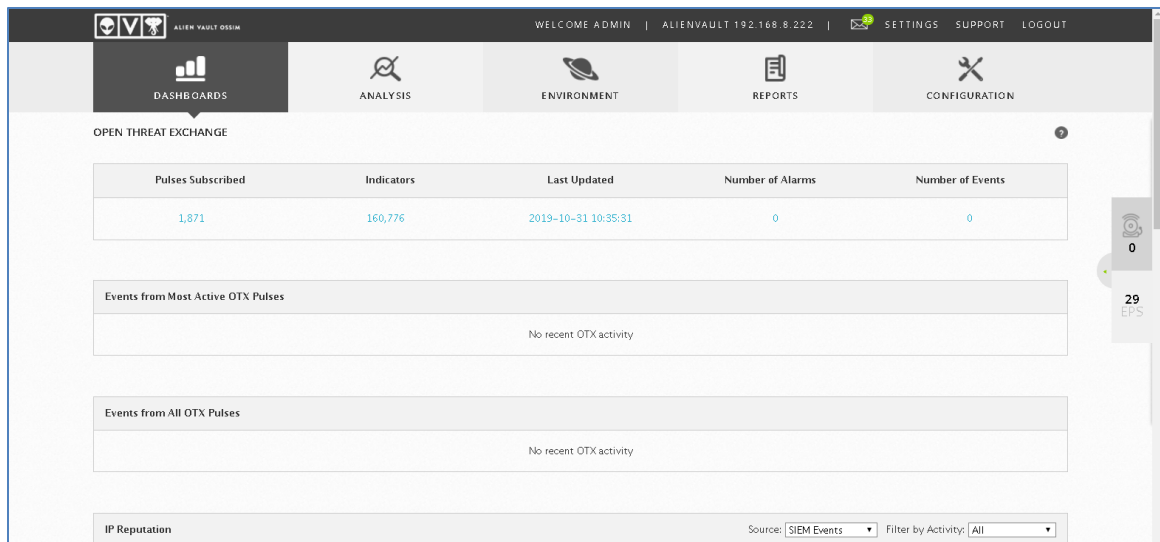 ALIEN VAULT OSSIM
WELCOME ADMIN | ALIENVAULT 192.168.8.222 | 33 SETTINGS SUPPORT LOGOUT
DASHBOARDS ANALYSIS ENVIRONMENT REPORTS CONFIGURATION
OPEN THREAT EXCHANGE ?
Pulses Subscribed Indicators Last Updated Number of Alarms Number of Events
1,871 160,776 2019-10-31 10:35:31 0 0
0
29
EPS
Events from Most Active OTX Pulses
No recent OTX activity
Events from All OTX Pulses
No recent OTX activity
IP Reputation Source: SIEM Events Filter by Activity: All